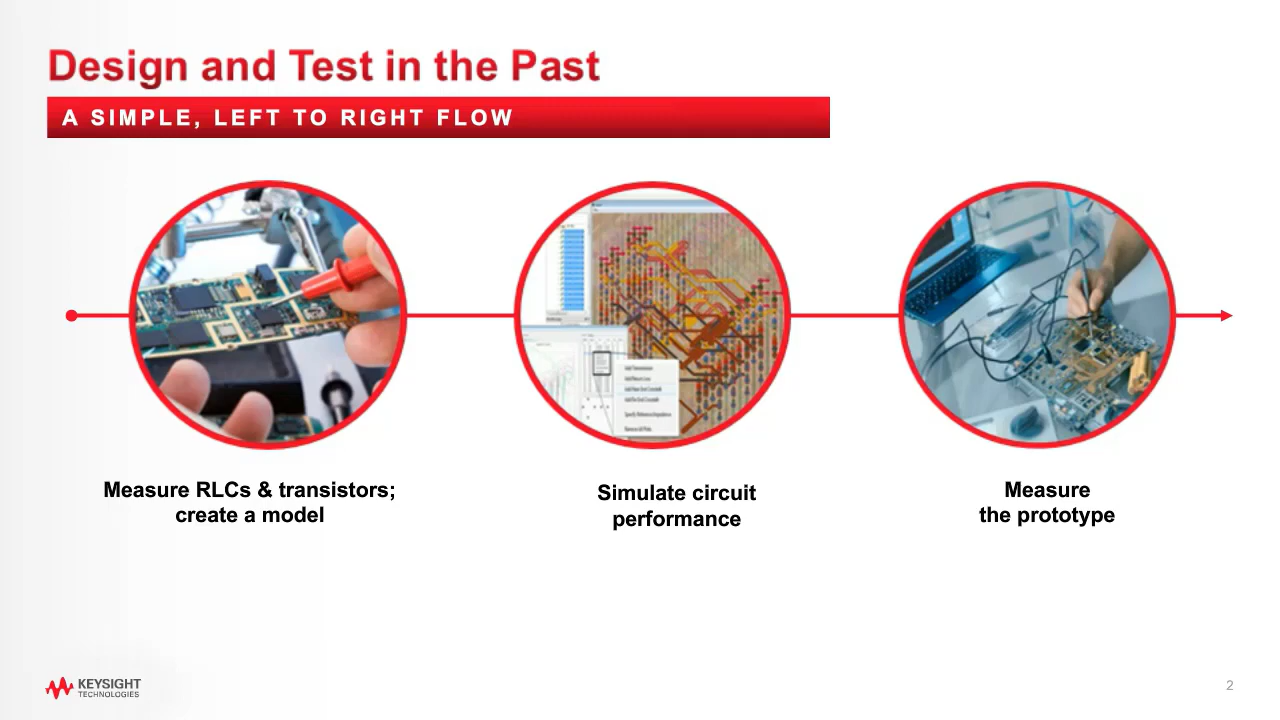 Design and Test in the Past
A SIMPLE, LEFT TO RIGHT FLOW
Measure RLCs & transistors;
create a model
Simulate circuit
performance
Measure
the prototype
KEYSIGHT
TECHNOLOGIES
2